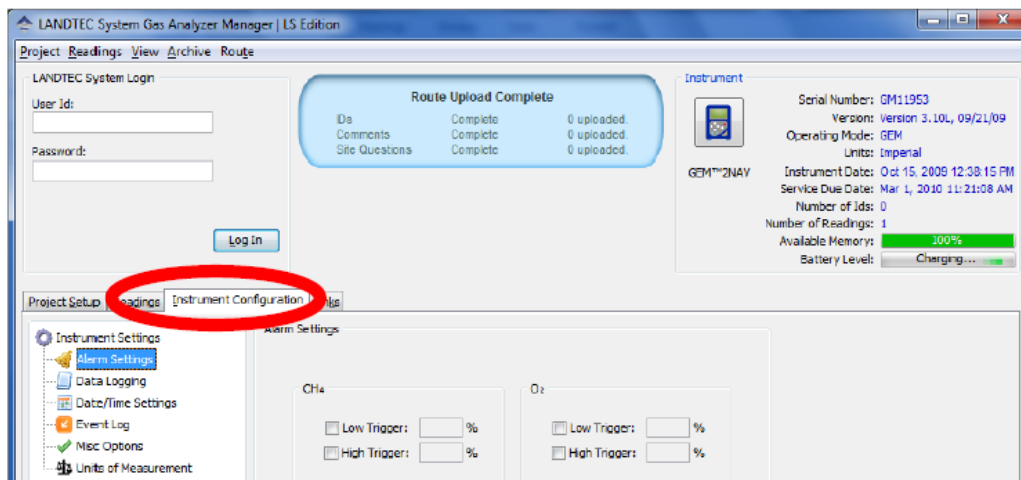 LANDTEC System Gas Analyzer Manager | LS Edition
Project Readings View Archive Route
LANDTEC System Login
User Id:
Password:
Log In
Route Upload Complete
IDs Complete 0 uploaded.
Comments Complete 0 uploaded.
Site Questions Complete 0 uploaded.
Instrument
GEM™2NAV
Serial Number: GM11953
Version: Version 3.10L, 09/21/09
Operating Mode: GEM
Units: Imperial
Instrument Date: Oct 15, 2009 12:38:15 PM
Service Due Date: Mar 1, 2010 11:21:08 AM
Number of Ids: 0
Number of Readings: 1
Available Memory: 100%
Battery Level: Charging...
Project Setup Readings Instrument Configuration
Instrument Settings
Alarm Settings
Data Logging
Date/Time Settings
Event Log
Misc Options
Units of Measurement
Alarm Settings
CH4
Low Trigger: %
High Trigger: %
O2
Low Trigger: %
High Trigger: %